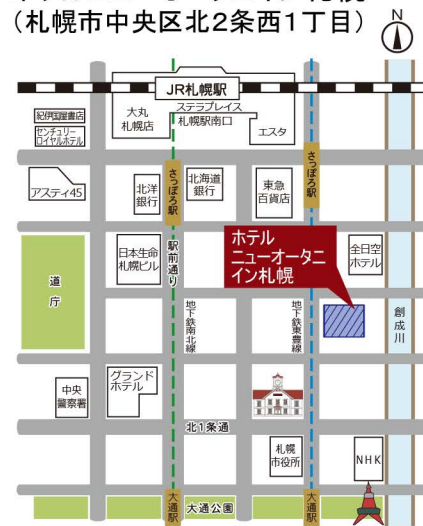 (札幌市中央区北2条西1丁目)
N
JR札幌駅
紀伊国屋書店
センチュリー
ロイヤルホテル
大丸
札幌店
ステラプレイス
札幌駅南口
エスタ
アスティ45
北洋
銀行
さっぽろ駅
北海道
銀行
東急
百貨店
さっぽろ駅
ホテル
ニューオータニ
イン札幌
日本生命
札幌ビル
駅前通り
全日空
ホテル
道庁
地下鉄南北線
地下鉄東豊線
創成川
中央
警察署
グランド
ホテル
北1条通
札幌
市役所
NHK
大通駅
大通公園
大通駅